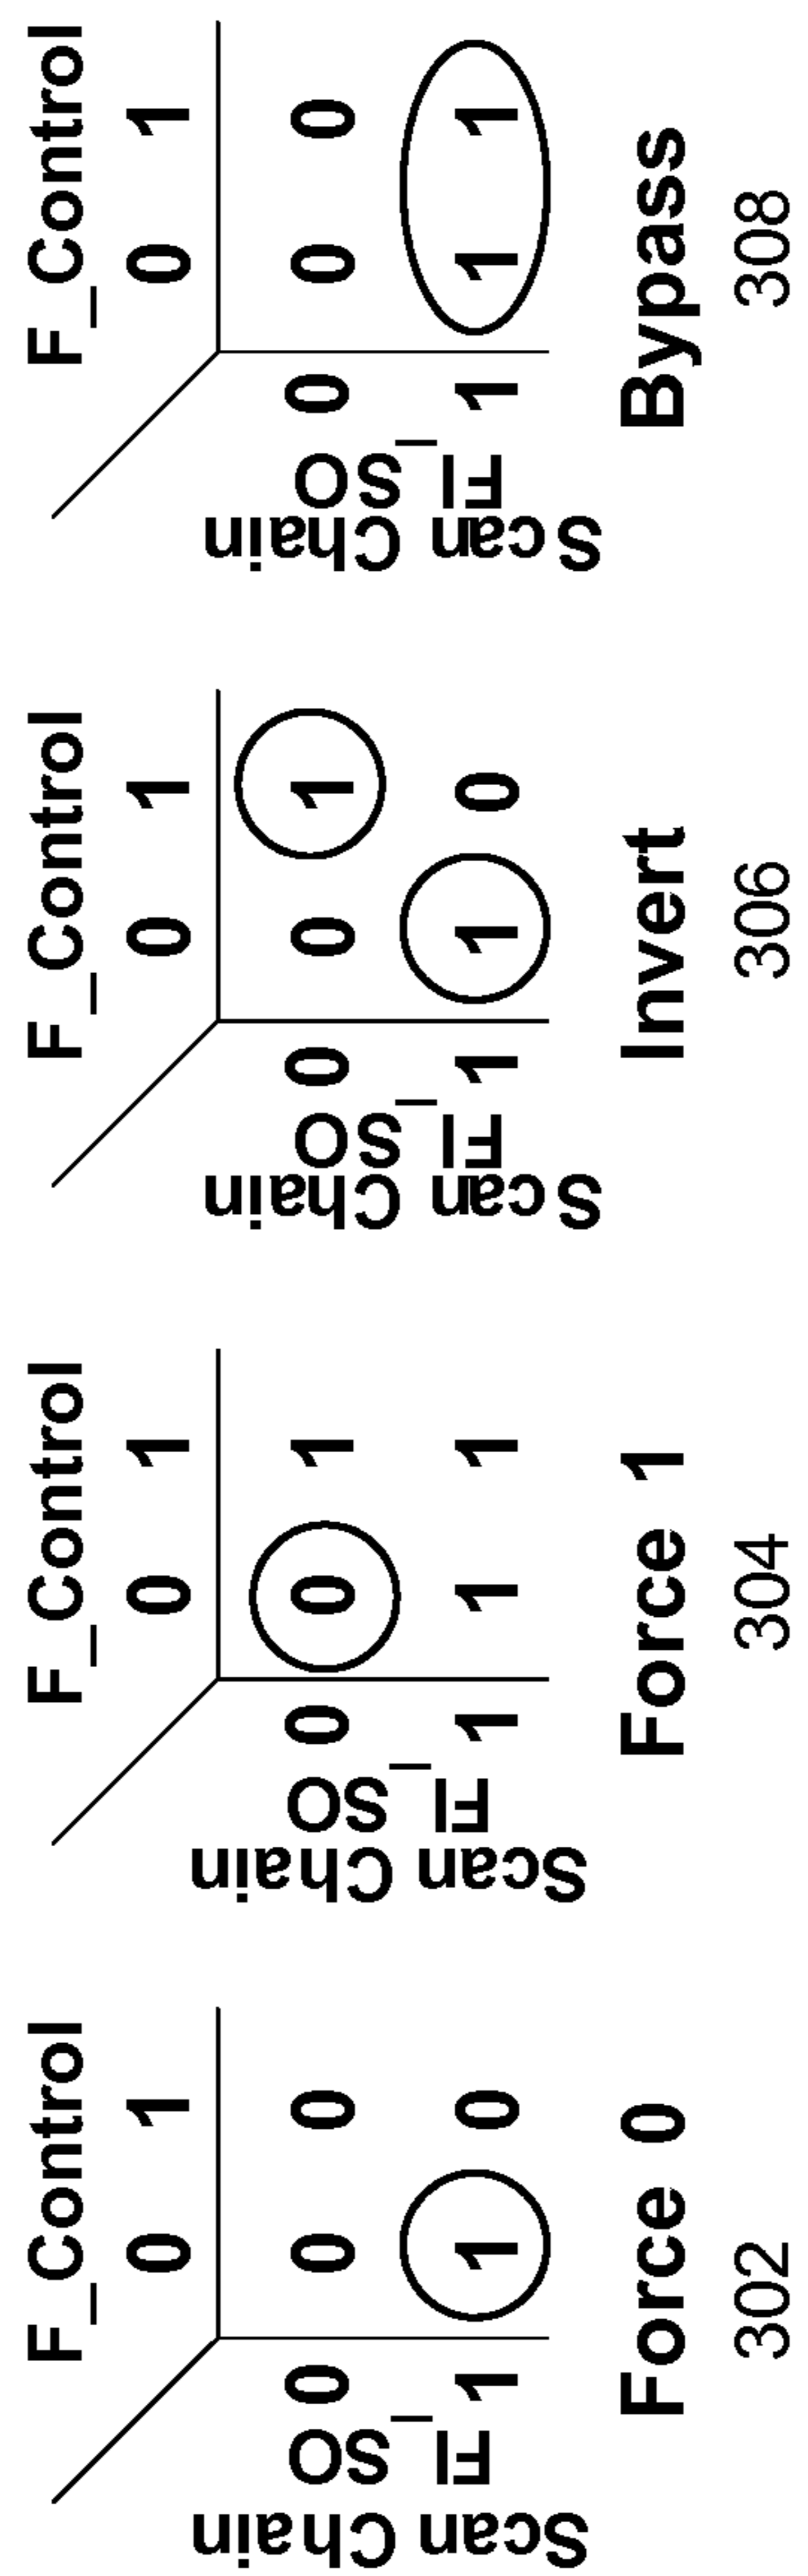 F_Control
0 1
Scan Chain
FI_SO
0 0 0
1 1 0
Force 0
302
F_Control
0 1
Scan Chain
FI_SO
0 0 1
1 1 1
Force 1
304
F_Control
0 1
Scan Chain
FI_SO
0 0 1
1 1 0
Invert
306
F_Control
0 1
Scan Chain
FI_SO
0 0 0
1 1 1
Bypass
308